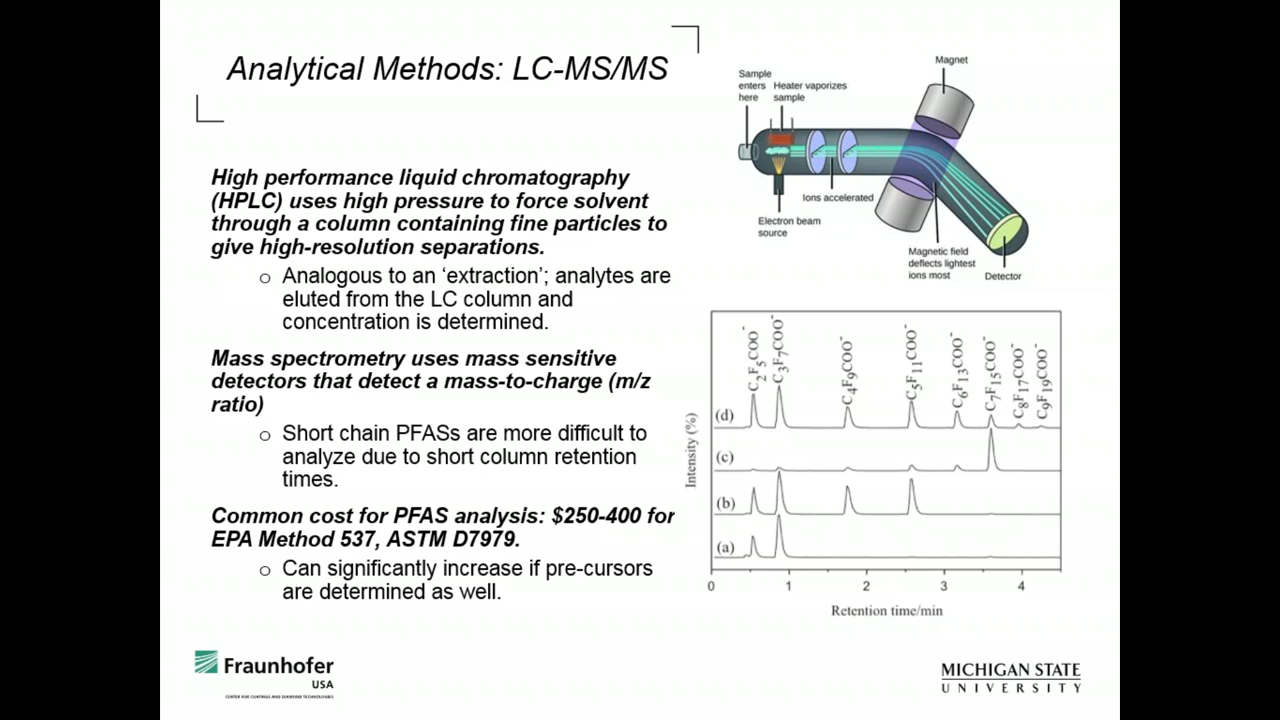 Analytical Methods: LC-MS/MS
High performance liquid chromatography
(HPLC) uses high pressure to force solvent
through a column containing fine particles to
give high-resolution separations.
o Analogous to an ‘extraction’; analytes are
eluted from the LC column and
concentration is determined.
Mass spectrometry uses mass sensitive
detectors that detect a mass-to-charge (m/z
ratio)
o Short chain PFASs are more difficult to
analyze due to short column retention
times.
Common cost for PFAS analysis: $250-400 for
EPA Method 537, ASTM D7979.
o Can significantly increase if pre-cursors
are determined as well.
Sample
enters
here
Heater vaporizes
sample
Magnet
Ions accelerated
Electron beam
source
Magnetic field
deflects lightest
ions most
Detector
C2F5COO-
C3F7COO-
C4F9COO-
C5F11COO-
C6F13COO-
C7F15COO-
C8F17COO-
C9F19COO-
(d)
(c)
(b)
(a)
Intensity (%)
0 1 2 3 4
Retention time/min
Fraunhofer
USA
CENTER FOR COATINGS AND DIAMOND TECHNOLOGIES
MICHIGAN STATE
UNIVERSITY